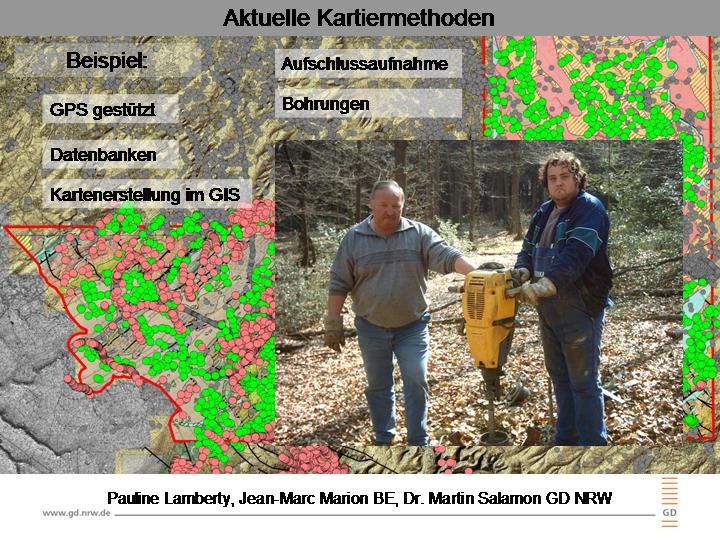 Aktuelle Kartiermethoden
Beispiel:
GPS gestützt
Datenbanken
Kartenerstellung im GIS
Aufschlussaufnahme
Bohrungen
Pauline Lamberty, Jean-Marc Marion BE, Dr. Martin Salamon GD NRW
www.gd.nrw.de
GD